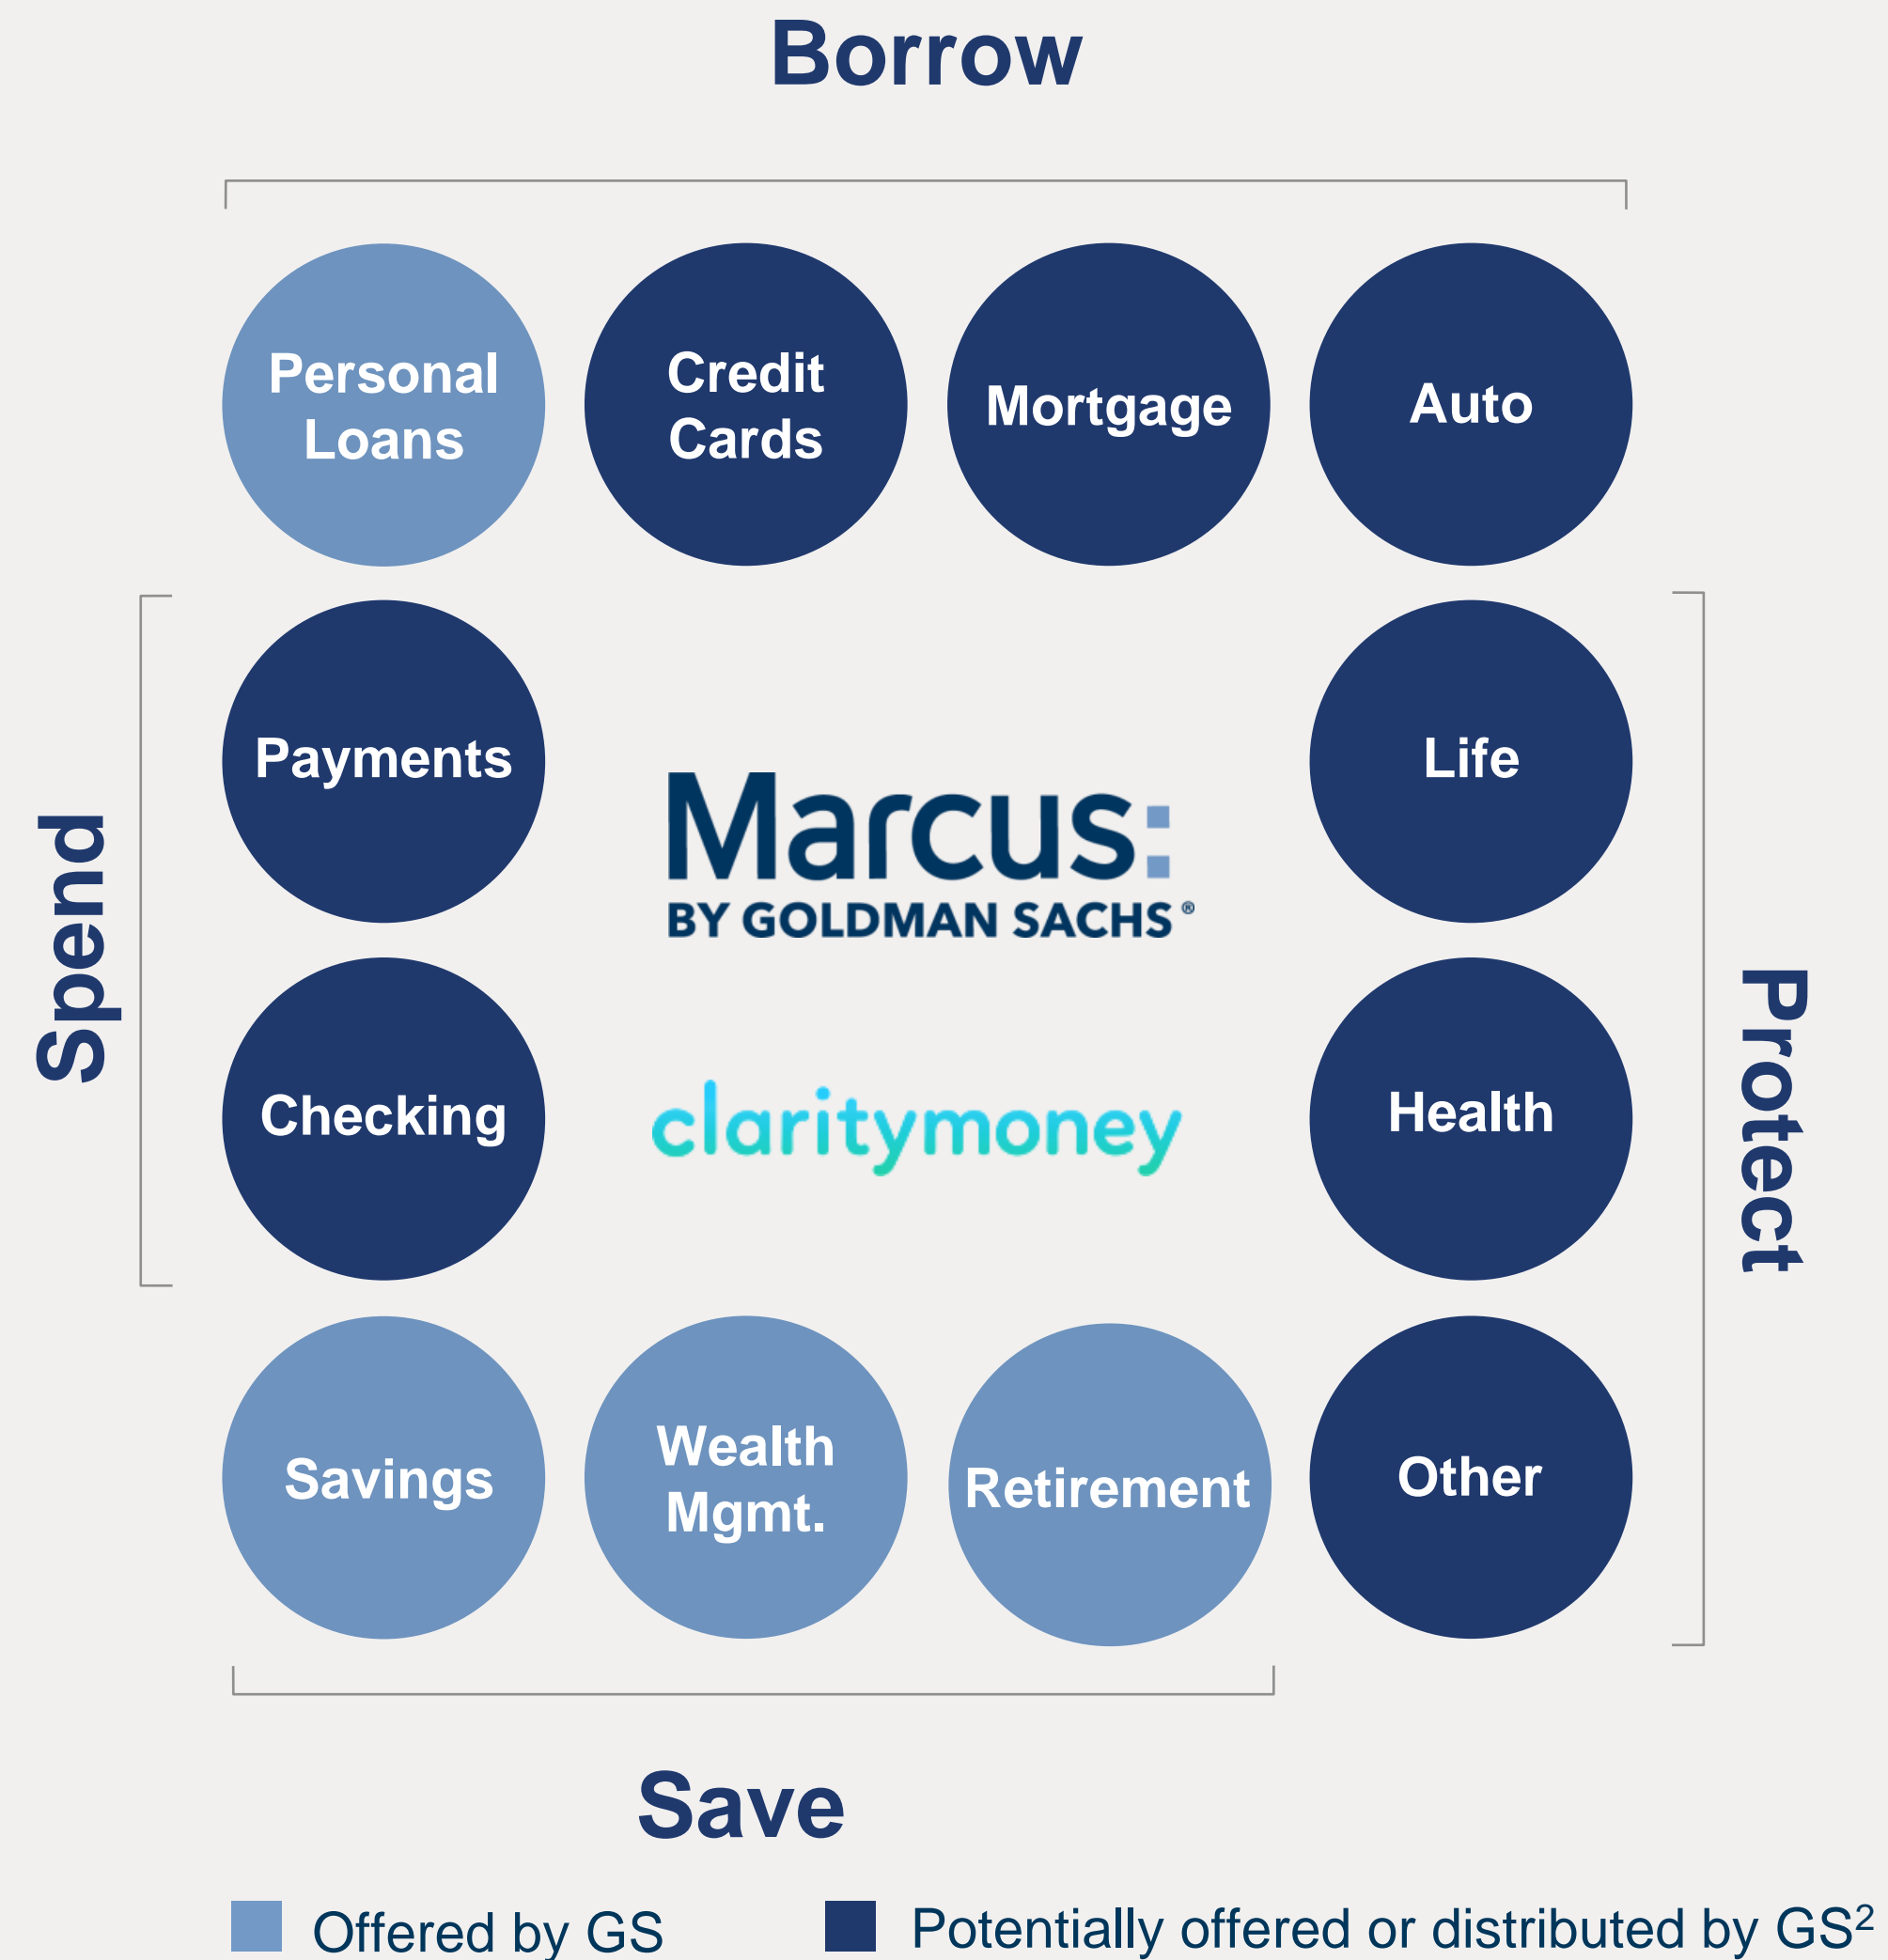 Borrow
Personal
Loans
Credit
Cards
Mortgage
Auto
Spend
Payments
Checking
Marcus:
BY GOLDMAN SACHS®
claritymoney
Life
Health
Protect
Savings
Wealth
Mgmt.
Retirement
Other
Save
Offered by GS
Potentially offered or distributed by GS²